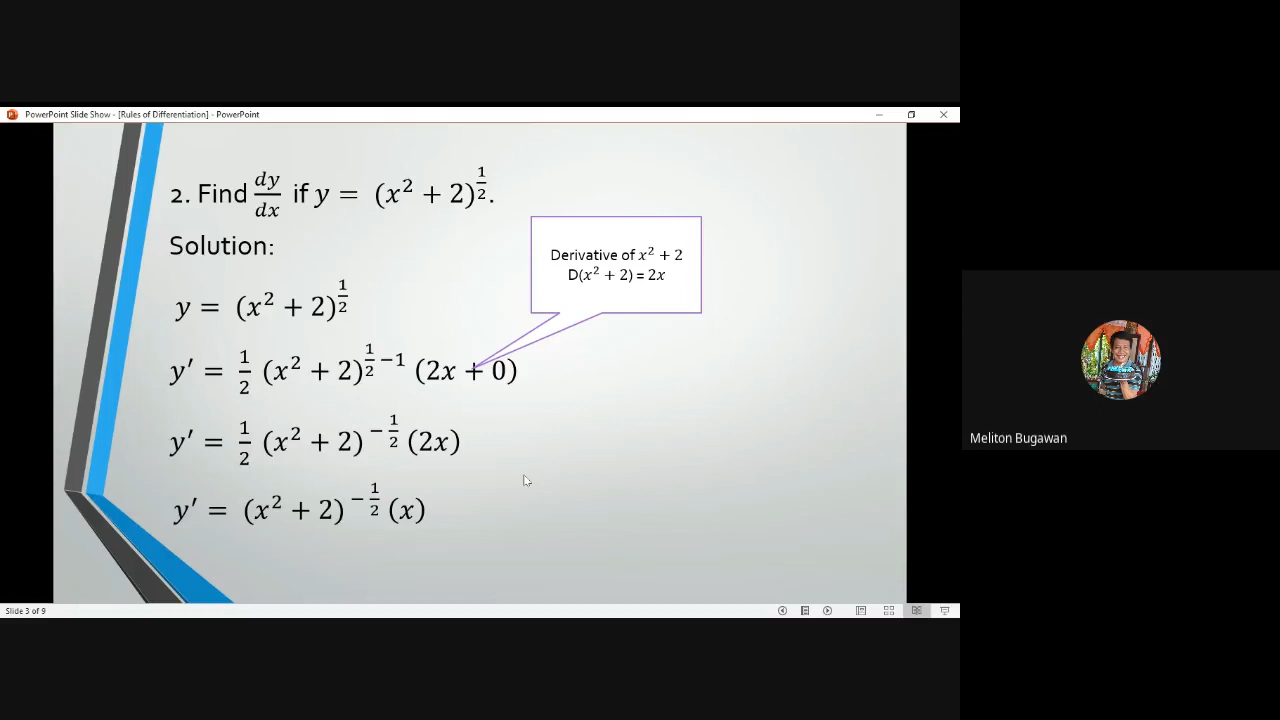 PowerPoint Slide Show - [Rules of Differentiation] - PowerPoint
2. Find dy/dx if y = (x² + 2)^(1/2).
Solution:
Derivative of x² + 2
D(x² + 2) = 2x
y = (x² + 2)^(1/2)
y′ = 1/2 (x² + 2)^(1/2 −1) (2x + 0)
y′ = 1/2 (x² + 2)^(−1/2) (2x)
y′ = (x² + 2)^(−1/2) (x)
Meliton Bugawan
Slide 3 of 9